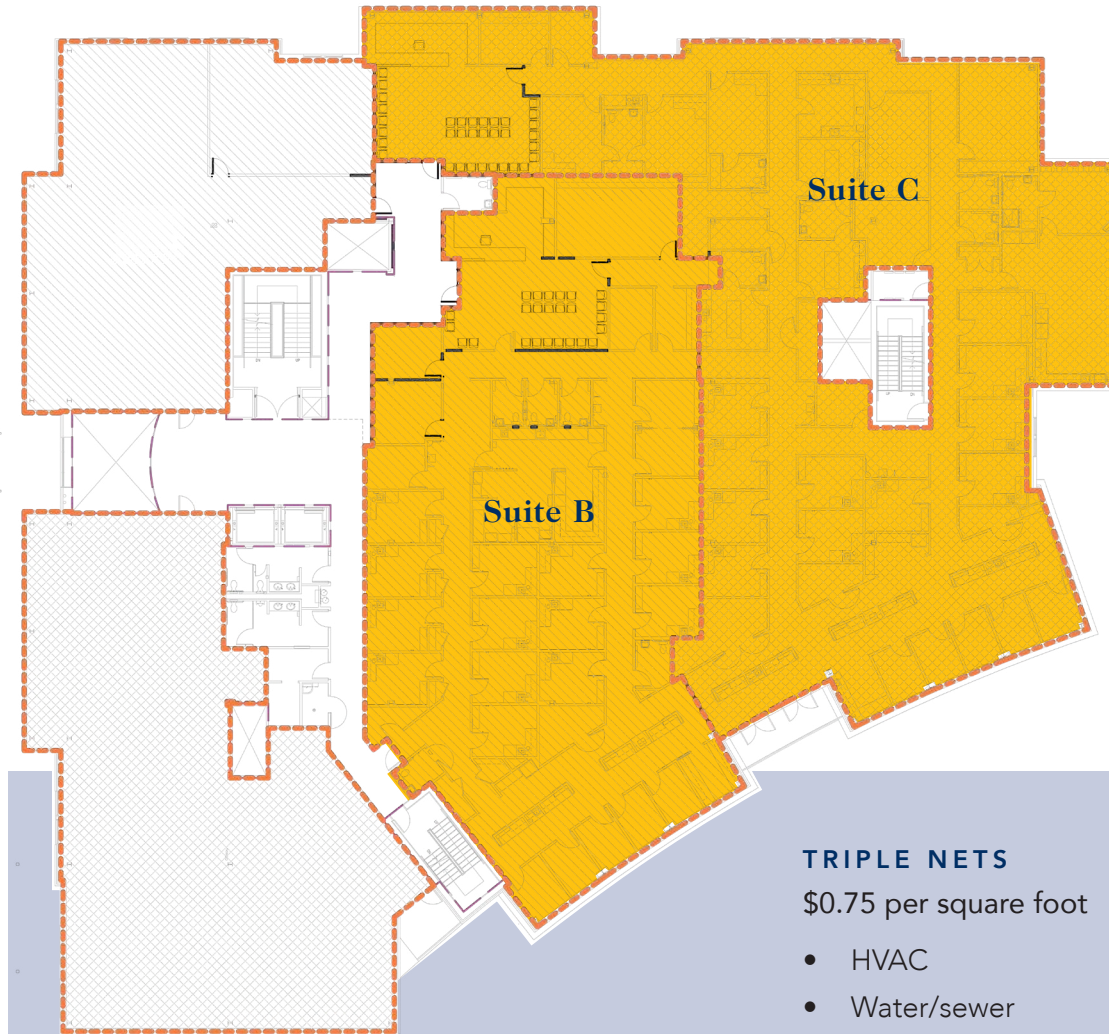 Suite C
Suite B
TRIPLE NETS
$0.75 per square foot
• HVAC
• Water/sewer